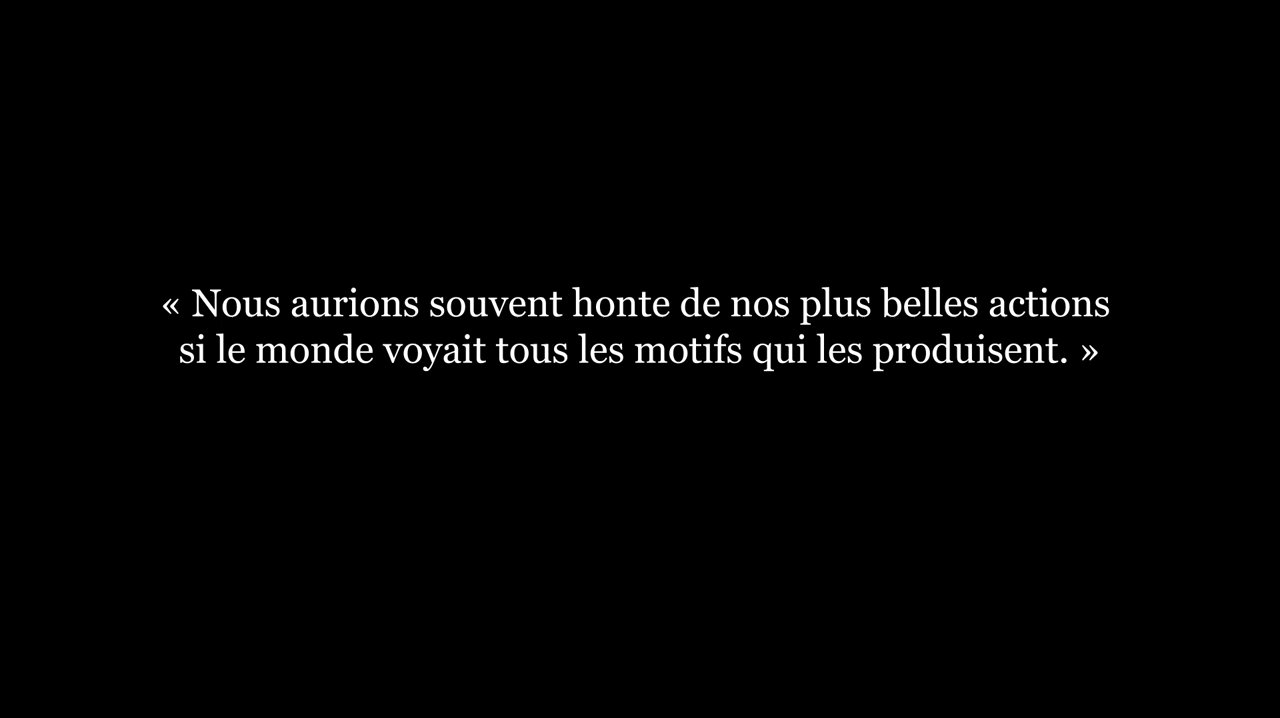 « Nous aurions souvent honte de nos plus belles actions
si le monde voyait tous les motifs qui les produisent. »